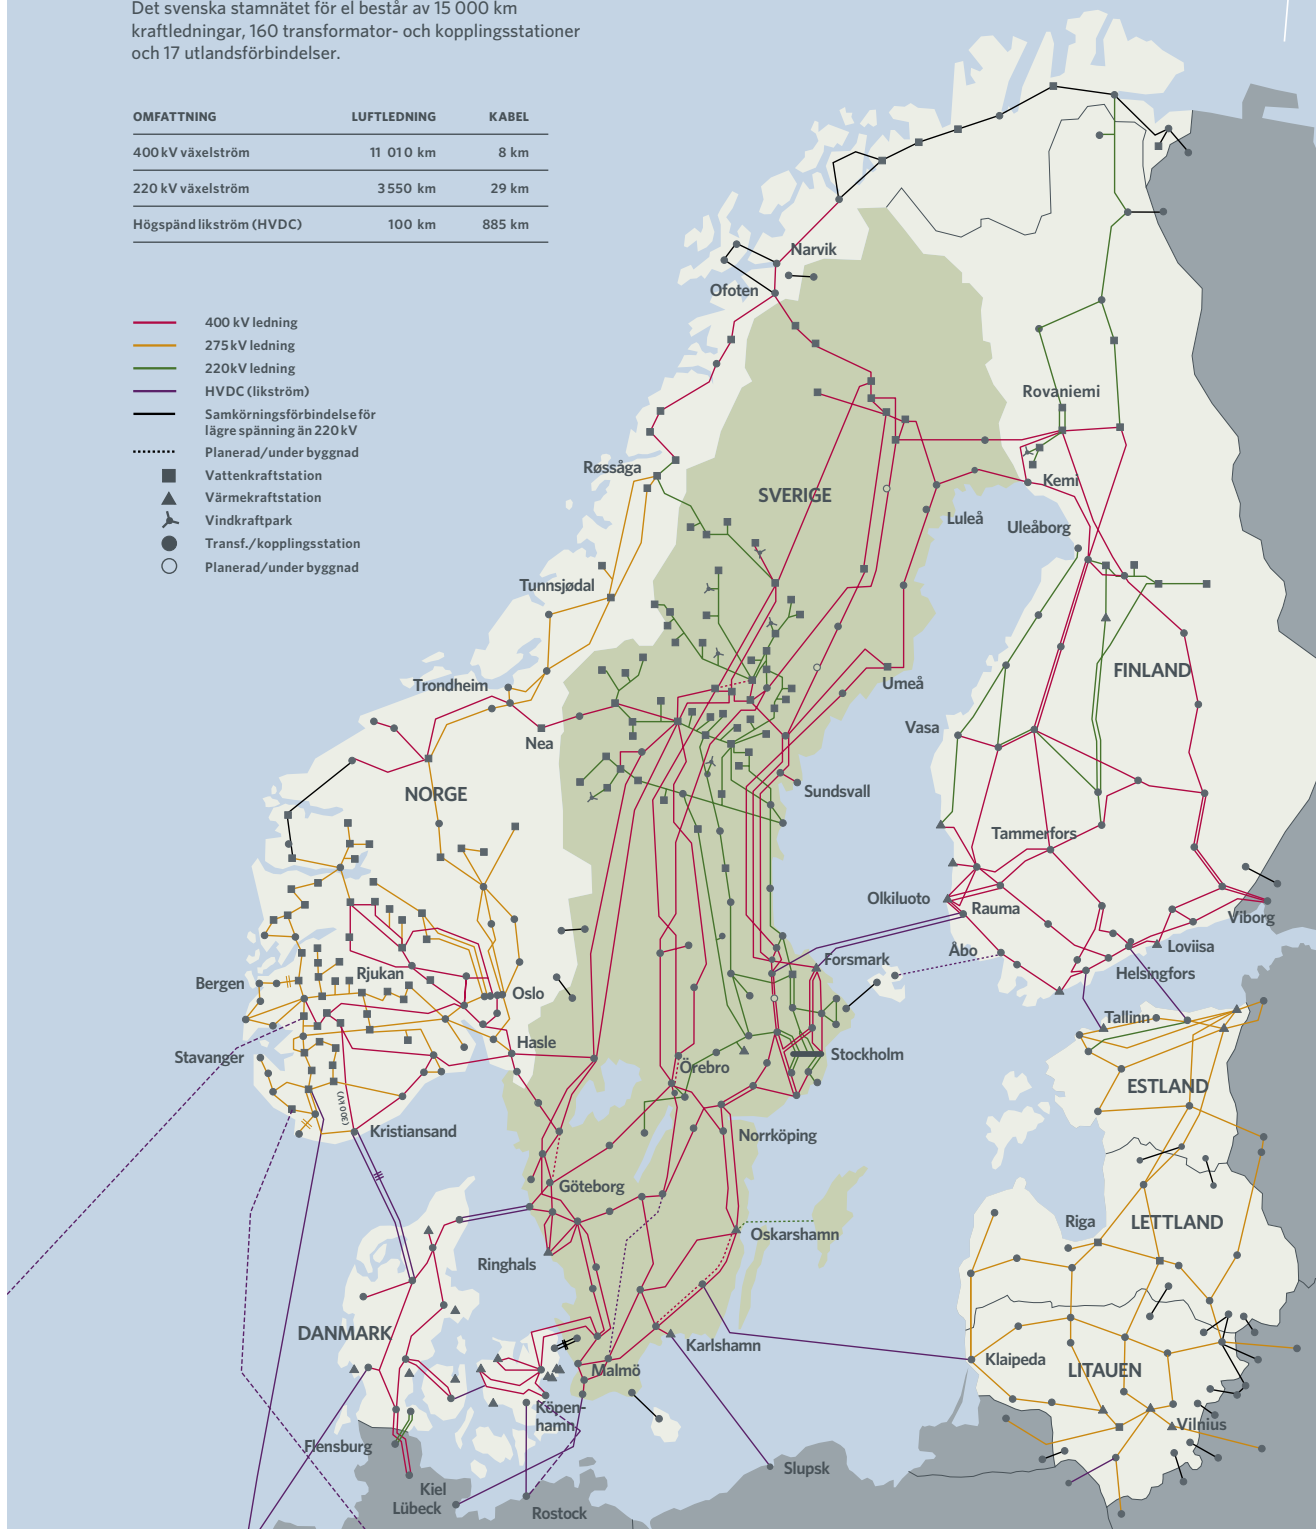 Det svenska stamnätet för el består av 15 000 km
kraftledningar, 160 transformator- och kopplingsstationer
och 17 utlandsförbindelser.
OMFATTNING LUFTLEDNING KABEL
400 kV växelström 11 010 km 8 km
220 kV växelström 3 550 km 29 km
Högspänd likström (HVDC) 100 km 885 km
400 kV ledning
275 kV ledning
220 kV ledning
HVDC (likström)
Samkörningsförbindelse för
lägre spänning än 220 kV
Planerad/under byggnad
Vattenkraftstation
Värmekraftstation
Vindkraftpark
Transf./kopplingsstation
Planerad/under byggnad
Narvik
Ofoten
Rovaniemi
Røssåga
SVERIGE
Kemi
Luleå
Uleåborg
Tunnsjødal
FINLAND
Trondheim
Umeå
Vasa
Nea
NORGE
Sundsvall
Tammerfors
Olkiluoto
Rauma
Viborg
Åbo
Loviisa
Forsmark
Helsingfors
Rjukan
Bergen
Oslo
Tallinn
Hasle
Stavanger
Stockholm
Örebro
ESTLAND
(300 kV)
Kristiansand
Norrköping
Göteborg
Riga
LETTLAND
Oskarshamn
Ringhals
DANMARK
Karlshamn
Klaipeda
Malmö
LITAUEN
Köpen-
hamn
Vilnius
Flensburg
Slupsk
Kiel
Lübeck
Rostock